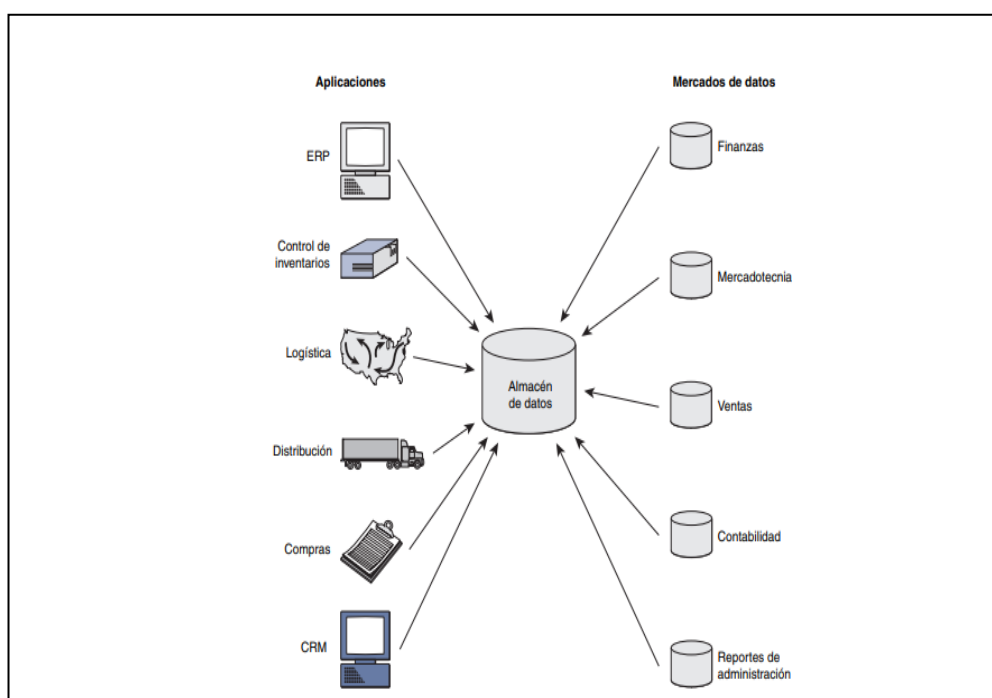 Aplicaciones
Mercados de datos
ERP
Finanzas
Control de
inventarios
Mercadotecnia
Logística
Almacén
de datos
Ventas
Distribución
Contabilidad
Compras
CRM
Reportes de
administración